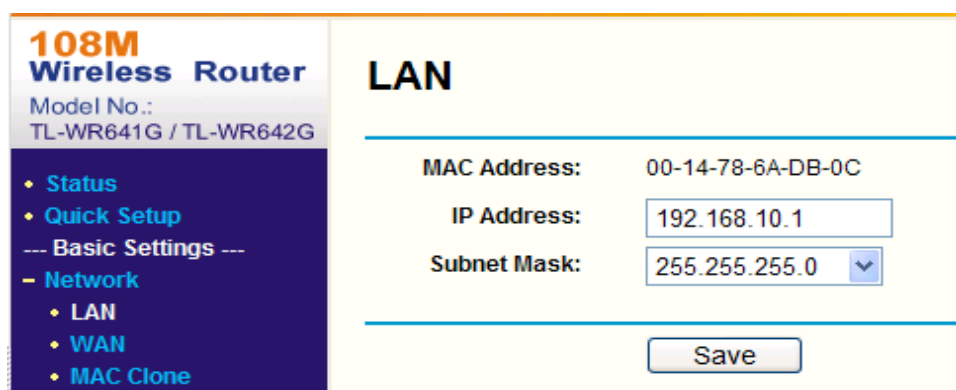 108M
Wireless Router
Model No.:
TL-WR641G / TL-WR642G
• Status
• Quick Setup
--- Basic Settings ---
– Network
• LAN
• WAN
• MAC Clone
LAN
MAC Address: 00-14-78-6A-DB-0C
IP Address: 192.168.10.1
Subnet Mask: 255.255.255.0
Save